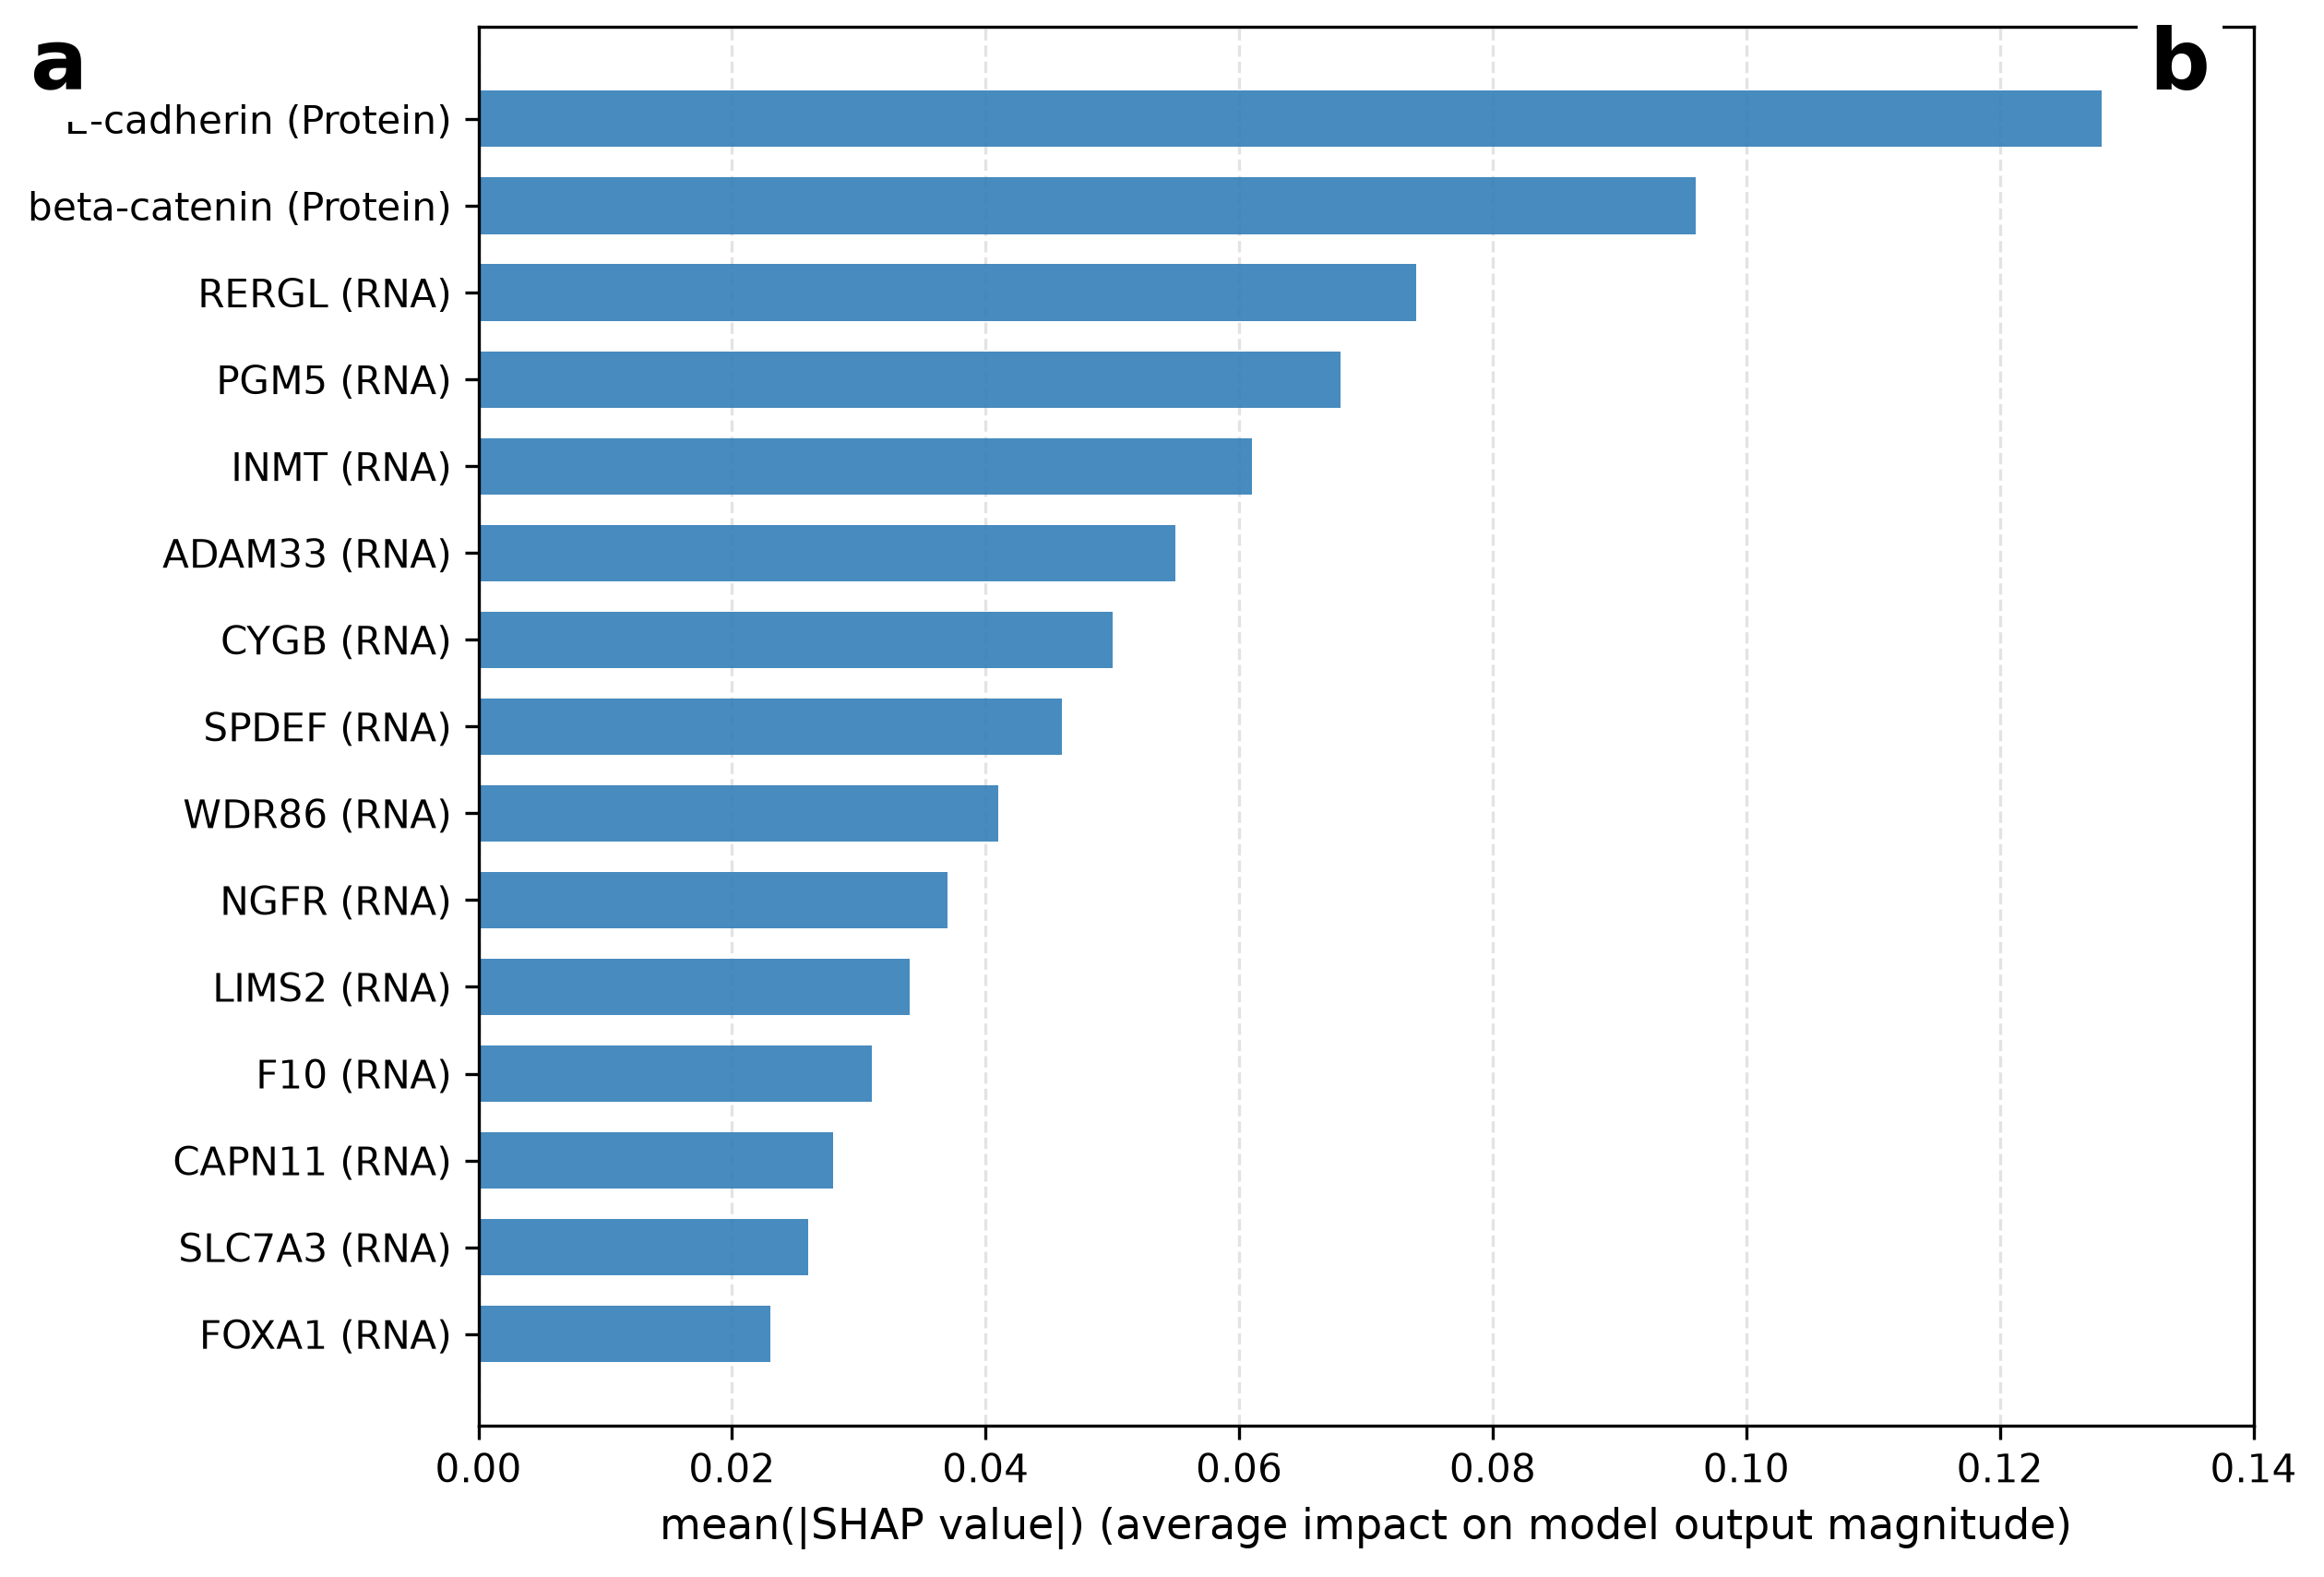 a
b
-cadherin (Protein)
beta-catenin (Protein)
RERGL (RNA)
PGM5 (RNA)
INMT (RNA)
ADAM33 (RNA)
CYGB (RNA)
SPDEF (RNA)
WDR86 (RNA)
NGFR (RNA)
LIMS2 (RNA)
F10 (RNA)
CAPN11 (RNA)
SLC7A3 (RNA)
FOXA1 (RNA)
0.00 0.02 0.04 0.06 0.08 0.10 0.12 0.14
mean(|SHAP value|) (average impact on model output magnitude)